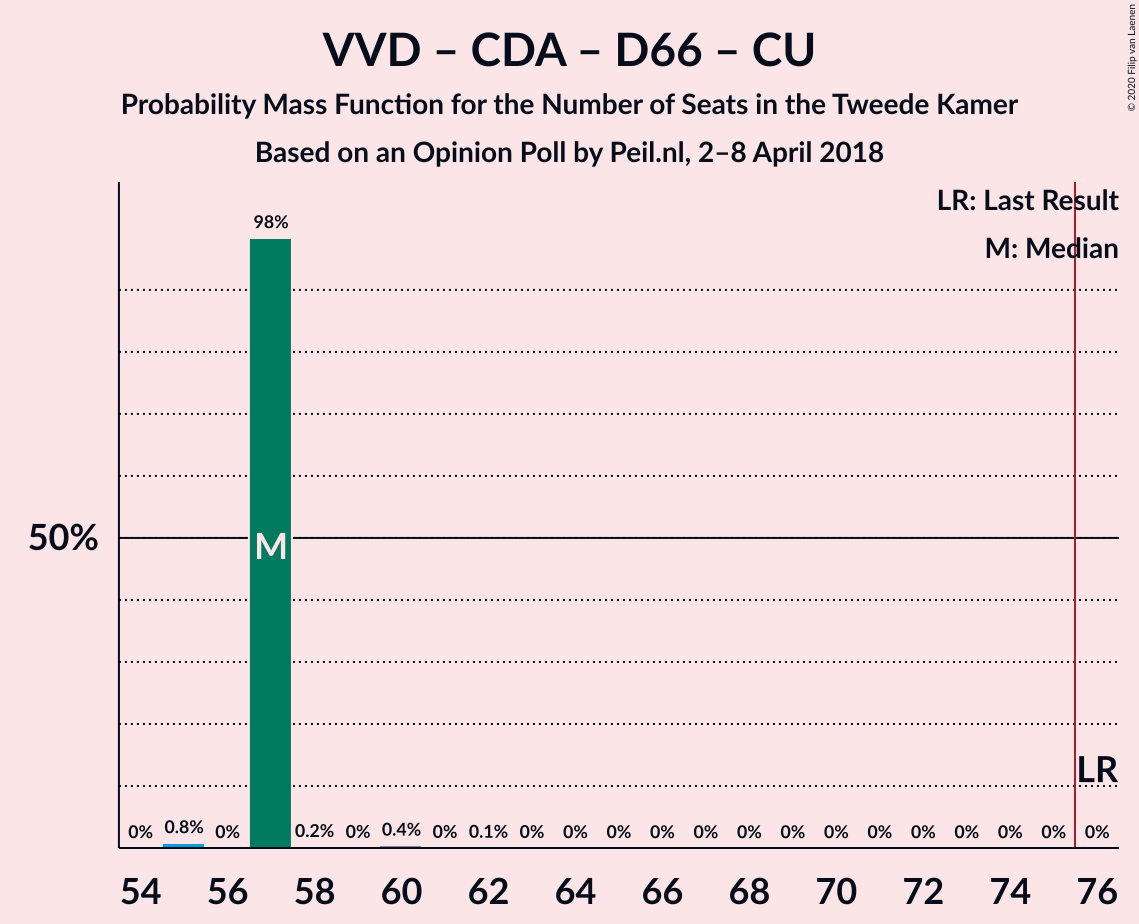 VVD – CDA – D66 – CU
Probability Mass Function for the Number of Seats in the Tweede Kamer
Based on an Opinion Poll by Peil.nl, 2–8 April 2018
© 2020 Filip van Laenen
LR: Last Result
M: Median
98%
50%
M
LR
0% 0.8% 0% 0.2% 0% 0.4% 0% 0.1% 0% 0% 0% 0% 0% 0% 0% 0% 0% 0% 0% 0% 0% 0%
54 56 58 60 62 64 66 68 70 72 74 76